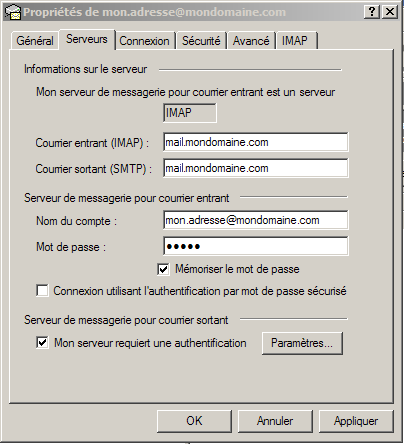 Propriétés de mon.adresse@mondomaine.com
Général Serveurs Connexion Sécurité Avancé IMAP
Informations sur le serveur
Mon serveur de messagerie pour courrier entrant est un serveur
IMAP
Courrier entrant (IMAP) : mail.mondomaine.com
Courrier sortant (SMTP) : mail.mondomaine.com
Serveur de messagerie pour courrier entrant
Nom du compte : mon.adresse@mondomaine.com
Mot de passe : •••••
Mémoriser le mot de passe
Connexion utilisant l'authentification par mot de passe sécurisé
Serveur de messagerie pour courrier sortant
Mon serveur requiert une authentification Paramètres...
OK Annuler Appliquer